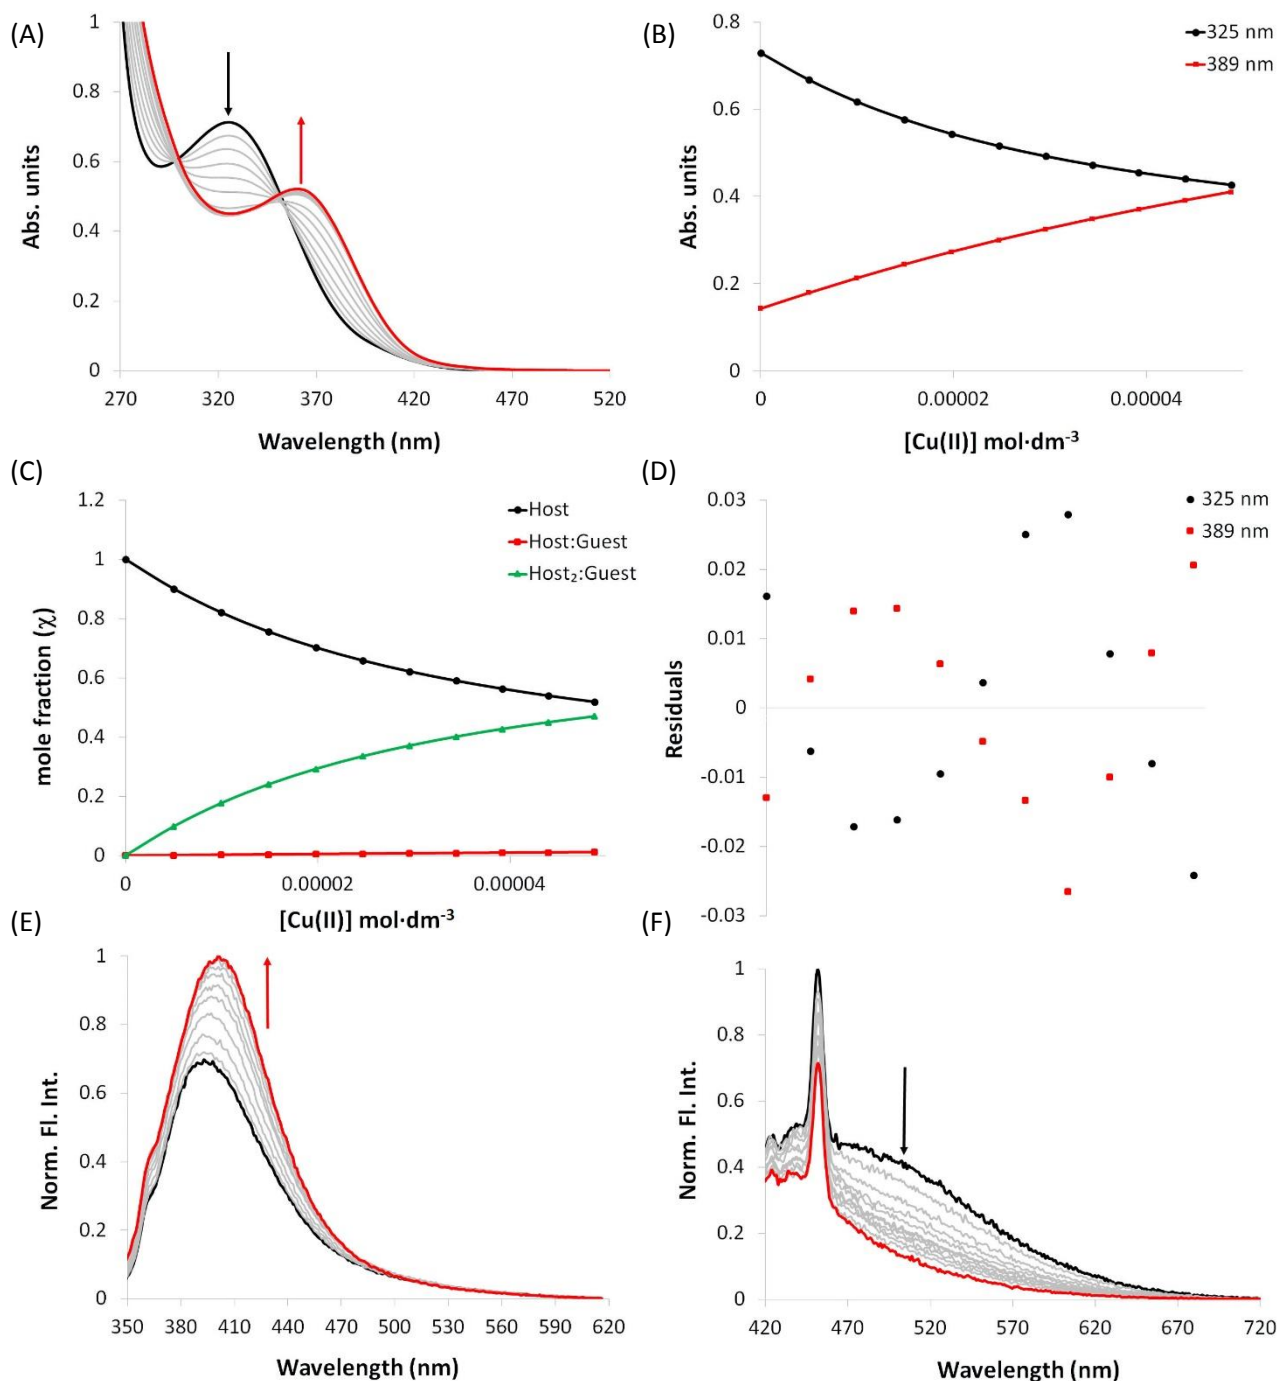 (A)
1
0.8
0.6
0.4
0.2
0
Abs. units
270 320 370 420 470 520
Wavelength (nm)
(B)
0.8
0.6
0.4
0.2
0
Abs. units
325 nm
389 nm
0 0.00002 0.00004
[Cu(II)] mol·dm⁻³
(C)
1.2
1
0.8
0.6
0.4
0.2
0
mole fraction (χ)
Host
Host:Guest
Host₂:Guest
0 0.00002 0.00004
[Cu(II)] mol·dm⁻³
(D)
0.03
0.02
0.01
0
-0.01
-0.02
-0.03
Residuals
325 nm
389 nm
(E)
1
0.8
0.6
0.4
0.2
0
Norm. Fl. Int.
350 380 410 440 470 500 530 560 590 620
Wavelength (nm)
(F)
1
0.8
0.6
0.4
0.2
0
Norm. Fl. Int.
420 470 520 570 620 670 720
Wavelength (nm)